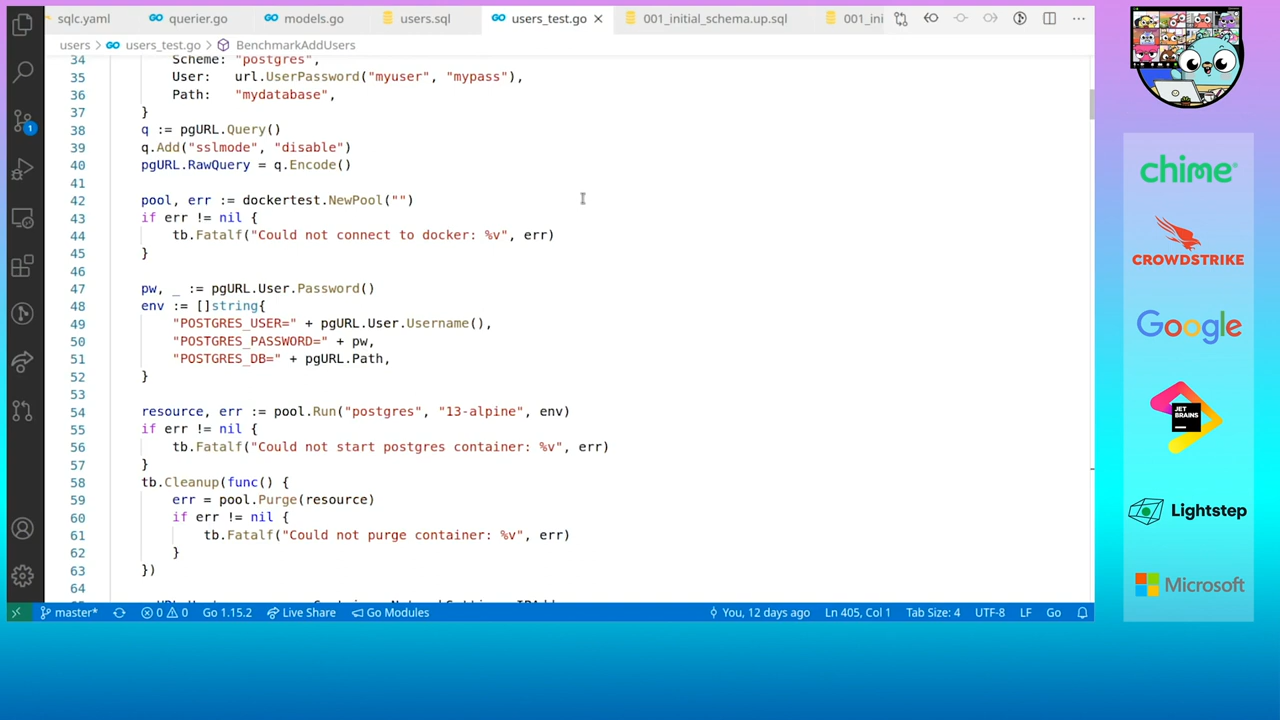 sqlc.yaml querier.go models.go users.sql users_test.go 001_initial_schema.up.sql 001_ini
users > users_test.go > BenchmarkAddUsers
34 Scheme: "postgres",
35 User: url.UserPassword("myuser", "mypass"),
36 Path: "mydatabase",
37 }
38 q := pgURL.Query()
39 q.Add("sslmode", "disable")
40 pgURL.RawQuery = q.Encode()
41
42 pool, err := dockertest.NewPool("")
43 if err != nil {
44 tb.Fatalf("Could not connect to docker: %v", err)
45 }
46
47 pw, _ := pgURL.User.Password()
48 env := []string{
49 "POSTGRES_USER=" + pgURL.User.Username(),
50 "POSTGRES_PASSWORD=" + pw,
51 "POSTGRES_DB=" + pgURL.Path,
52 }
53
54 resource, err := pool.Run("postgres", "13-alpine", env)
55 if err != nil {
56 tb.Fatalf("Could not start postgres container: %v", err)
57 }
58 tb.Cleanup(func() {
59 err = pool.Purge(resource)
60 if err != nil {
61 tb.Fatalf("Could not purge container: %v", err)
62 }
63 })
64
1
master* 0 0 Go 1.15.2 Live Share Go Modules You, 12 days ago Ln 405, Col 1 Tab Size: 4 UTF-8 LF Go
chime
CROWDSTRIKE
Google
JET
BRAINS
Lightstep
Microsoft